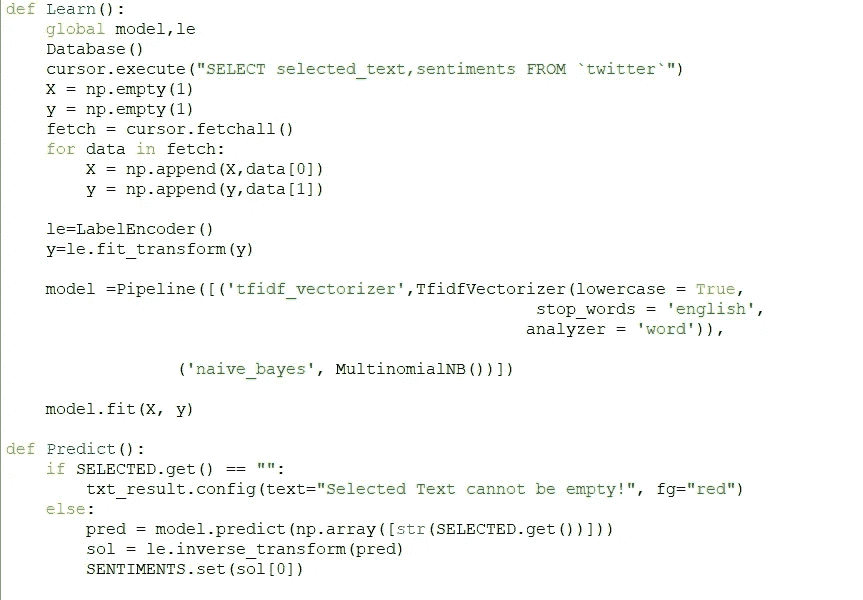 def Learn():
    global model,le
    Database()
    cursor.execute("SELECT selected_text,sentiments FROM `twitter`")
    X = np.empty(1)
    y = np.empty(1)
    fetch = cursor.fetchall()
    for data in fetch:
        X = np.append(X,data[0])
        y = np.append(y,data[1])
    le=LabelEncoder()
    y=le.fit_transform(y)
    model =Pipeline([('tfidf_vectorizer',TfidfVectorizer(lowercase = True,
                                                 stop_words = 'english',
                                                analyzer = 'word')),
                 ('naive_bayes', MultinomialNB())])
    model.fit(X, y)
def Predict():
    if SELECTED.get() == "":
        txt_result.config(text="Selected Text cannot be empty!", fg="red")
    else:
        pred = model.predict(np.array([str(SELECTED.get())]))
        sol = le.inverse_transform(pred)
        SENTIMENTS.set(sol[0])